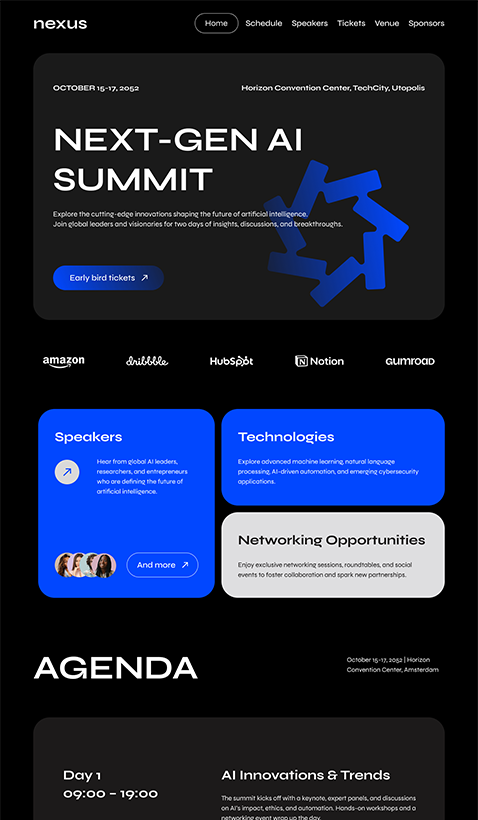 nexus
Home Schedule Speakers Tickets Venue Sponsors
OCTOBER 15-17, 2052
Horizon Convention Center, TechCity, Utopolis
NEXT-GEN AI
SUMMIT
Explore the cutting-edge innovations shaping the future of artificial intelligence.
Join global leaders and visionaries for two days of insights, discussions, and breakthroughs.
Early bird tickets
amazon
dribbble
HubSpot
Notion
GUMROAD
Speakers
Hear from global AI leaders,
researchers, and entrepreneurs
who are defining the future of
artificial intelligence.
And more
Technologies
Explore advanced machine learning, natural language
processing, AI-driven automation, and emerging cybersecurity
applications.
Networking Opportunities
Enjoy exclusive networking sessions, roundtables, and social
events to foster collaboration and spark new partnerships.
AGENDA
October 15-17, 2052 | Horizon
Convention Center, Amsterdam
Day 1
09:00 – 19:00
AI Innovations & Trends
The summit kicks off with a keynote, expert panels, and discussions
on AI's impact, ethics, and automation. Hands-on workshops and a
networking event wrap up the day.